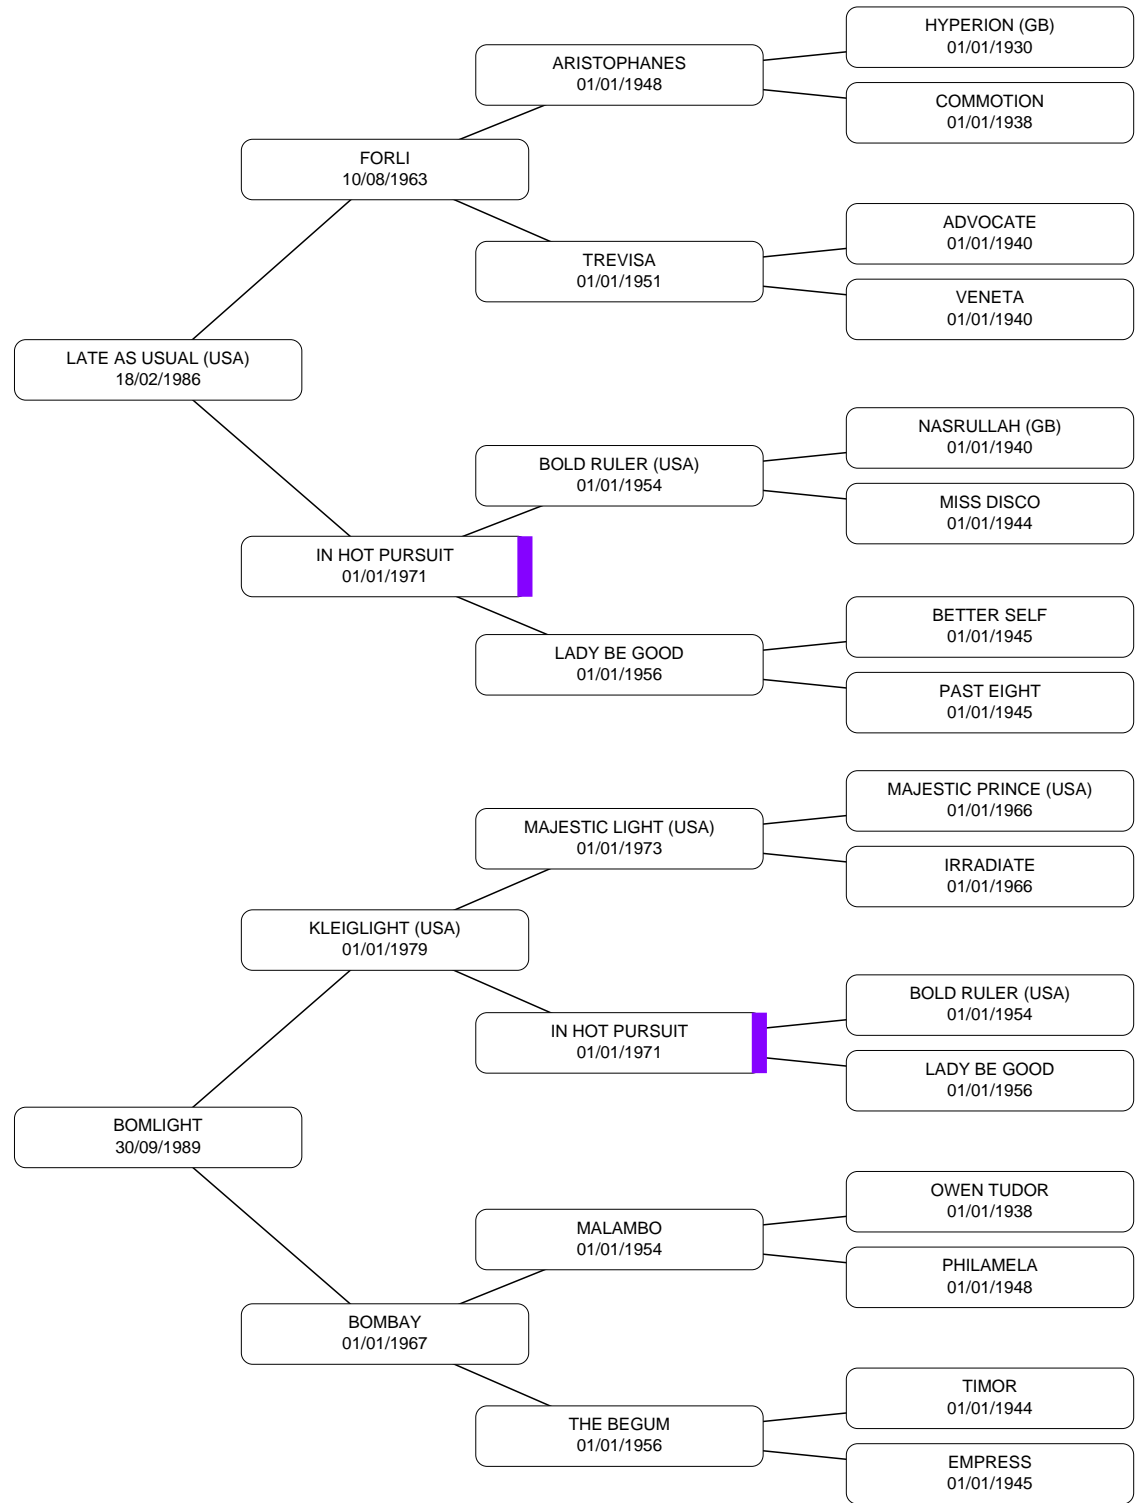 HYPERION (GB)
01/01/1930
ARISTOPHANES
01/01/1948
COMMOTION
01/01/1938
FORLI
10/08/1963
ADVOCATE
01/01/1940
TREVISA
01/01/1951
VENETA
01/01/1940
LATE AS USUAL (USA)
18/02/1986
NASRULLAH (GB)
01/01/1940
BOLD RULER (USA)
01/01/1954
MISS DISCO
01/01/1944
IN HOT PURSUIT
01/01/1971
BETTER SELF
01/01/1945
LADY BE GOOD
01/01/1956
PAST EIGHT
01/01/1945
MAJESTIC PRINCE (USA)
01/01/1966
MAJESTIC LIGHT (USA)
01/01/1973
IRRADIATE
01/01/1966
KLEIGLIGHT (USA)
01/01/1979
BOLD RULER (USA)
01/01/1954
IN HOT PURSUIT
01/01/1971
LADY BE GOOD
01/01/1956
BOMLIGHT
30/09/1989
OWEN TUDOR
01/01/1938
MALAMBO
01/01/1954
PHILAMELA
01/01/1948
BOMBAY
01/01/1967
TIMOR
01/01/1944
THE BEGUM
01/01/1956
EMPRESS
01/01/1945